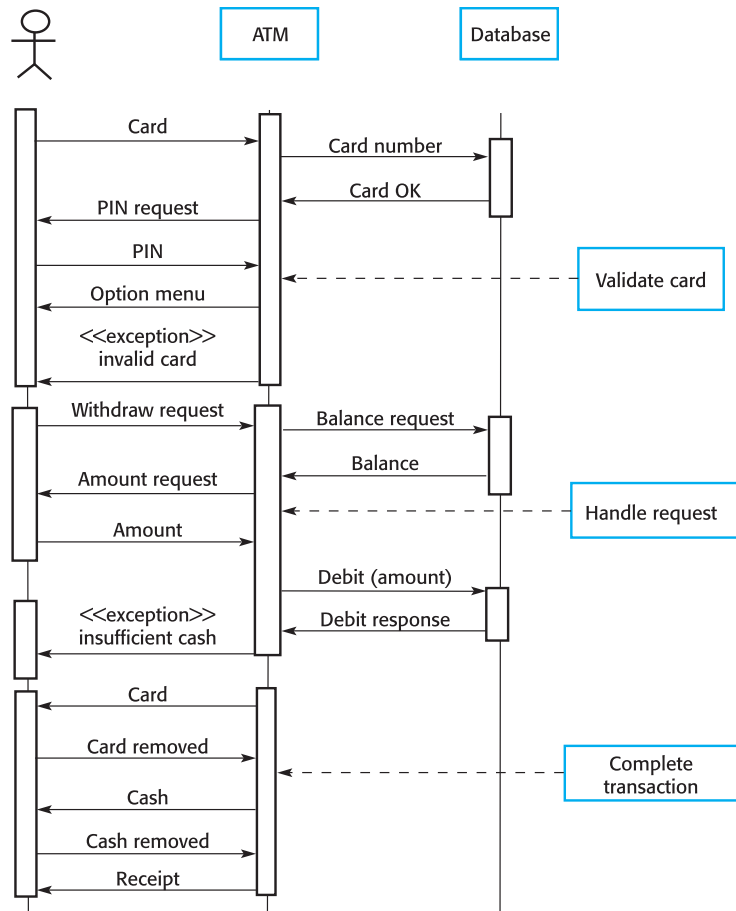 ATM
Database
Card
Card number
Card OK
PIN request
PIN
Validate card
Option menu
<<exception>>
invalid card
Withdraw request
Balance request
Balance
Amount request
Handle request
Amount
Debit (amount)
<<exception>>
insufficient cash
Debit response
Card
Card removed
Complete
transaction
Cash
Cash removed
Receipt